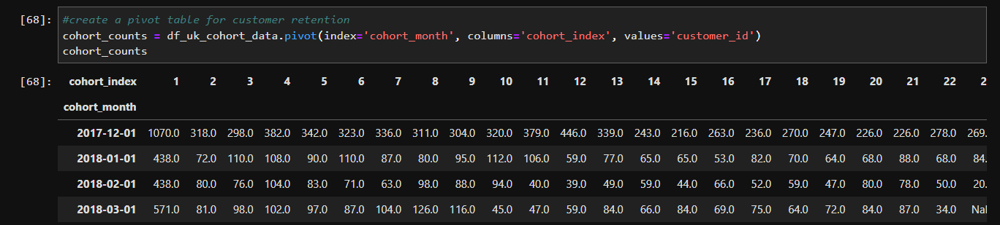 [68]: #create a pivot table for customer retention
cohort_counts = df_uk_cohort_data.pivot(index='cohort_month', columns='cohort_index', values='customer_id')
cohort_counts
[68]: cohort_index 1 2 3 4 5 6 7 8 9 10 11 12 13 14 15 16 17 18 19 20 21 22 2
cohort_month
2017-12-01 1070.0 318.0 298.0 382.0 342.0 323.0 336.0 311.0 304.0 320.0 379.0 446.0 339.0 243.0 216.0 263.0 236.0 270.0 247.0 226.0 226.0 278.0 269.
2018-01-01 438.0 72.0 110.0 108.0 90.0 110.0 87.0 80.0 95.0 112.0 106.0 59.0 77.0 65.0 65.0 53.0 82.0 70.0 64.0 68.0 88.0 68.0 84.
2018-02-01 438.0 80.0 76.0 104.0 83.0 71.0 63.0 98.0 88.0 94.0 40.0 39.0 49.0 59.0 44.0 66.0 52.0 59.0 47.0 80.0 78.0 50.0 20.
2018-03-01 571.0 81.0 98.0 102.0 97.0 87.0 104.0 126.0 116.0 45.0 47.0 59.0 84.0 66.0 84.0 69.0 75.0 64.0 72.0 84.0 87.0 34.0 Na